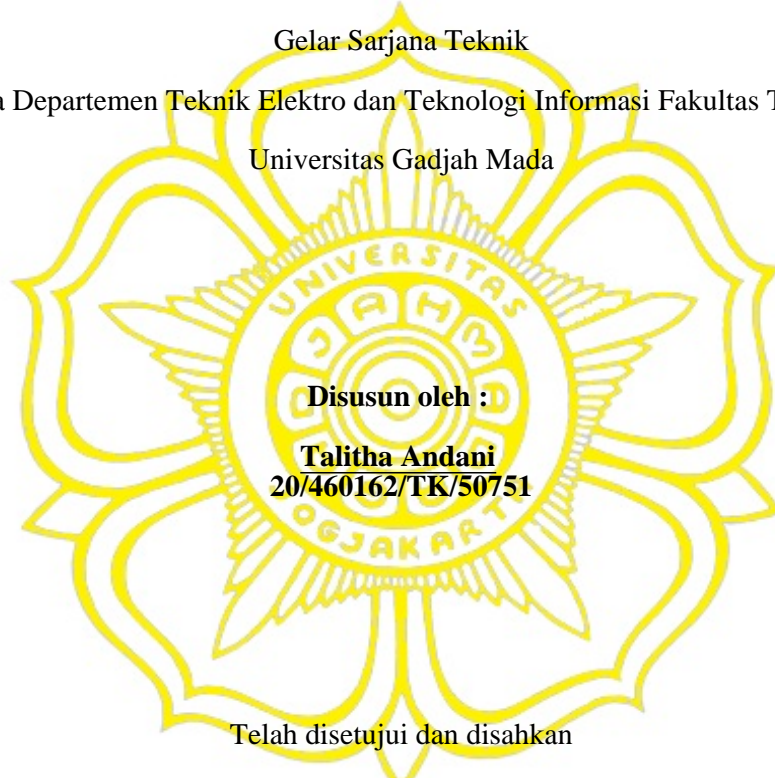 Gelar Sarjana Teknik
Departemen Teknik Elektro dan Teknologi Informasi Fakultas
Universitas Gadjah Mada
UNIVERSITAS
Disusun oleh :
Talitha Andani
20/460162/TK/50751
Telah disetujui dan disahkan